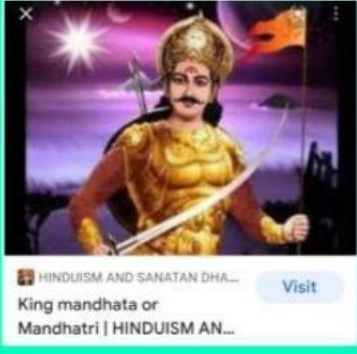 HINDUISM AND SANATAN DHA...
Visit
King mandhata or
Mandhatri | HINDUISM AN...